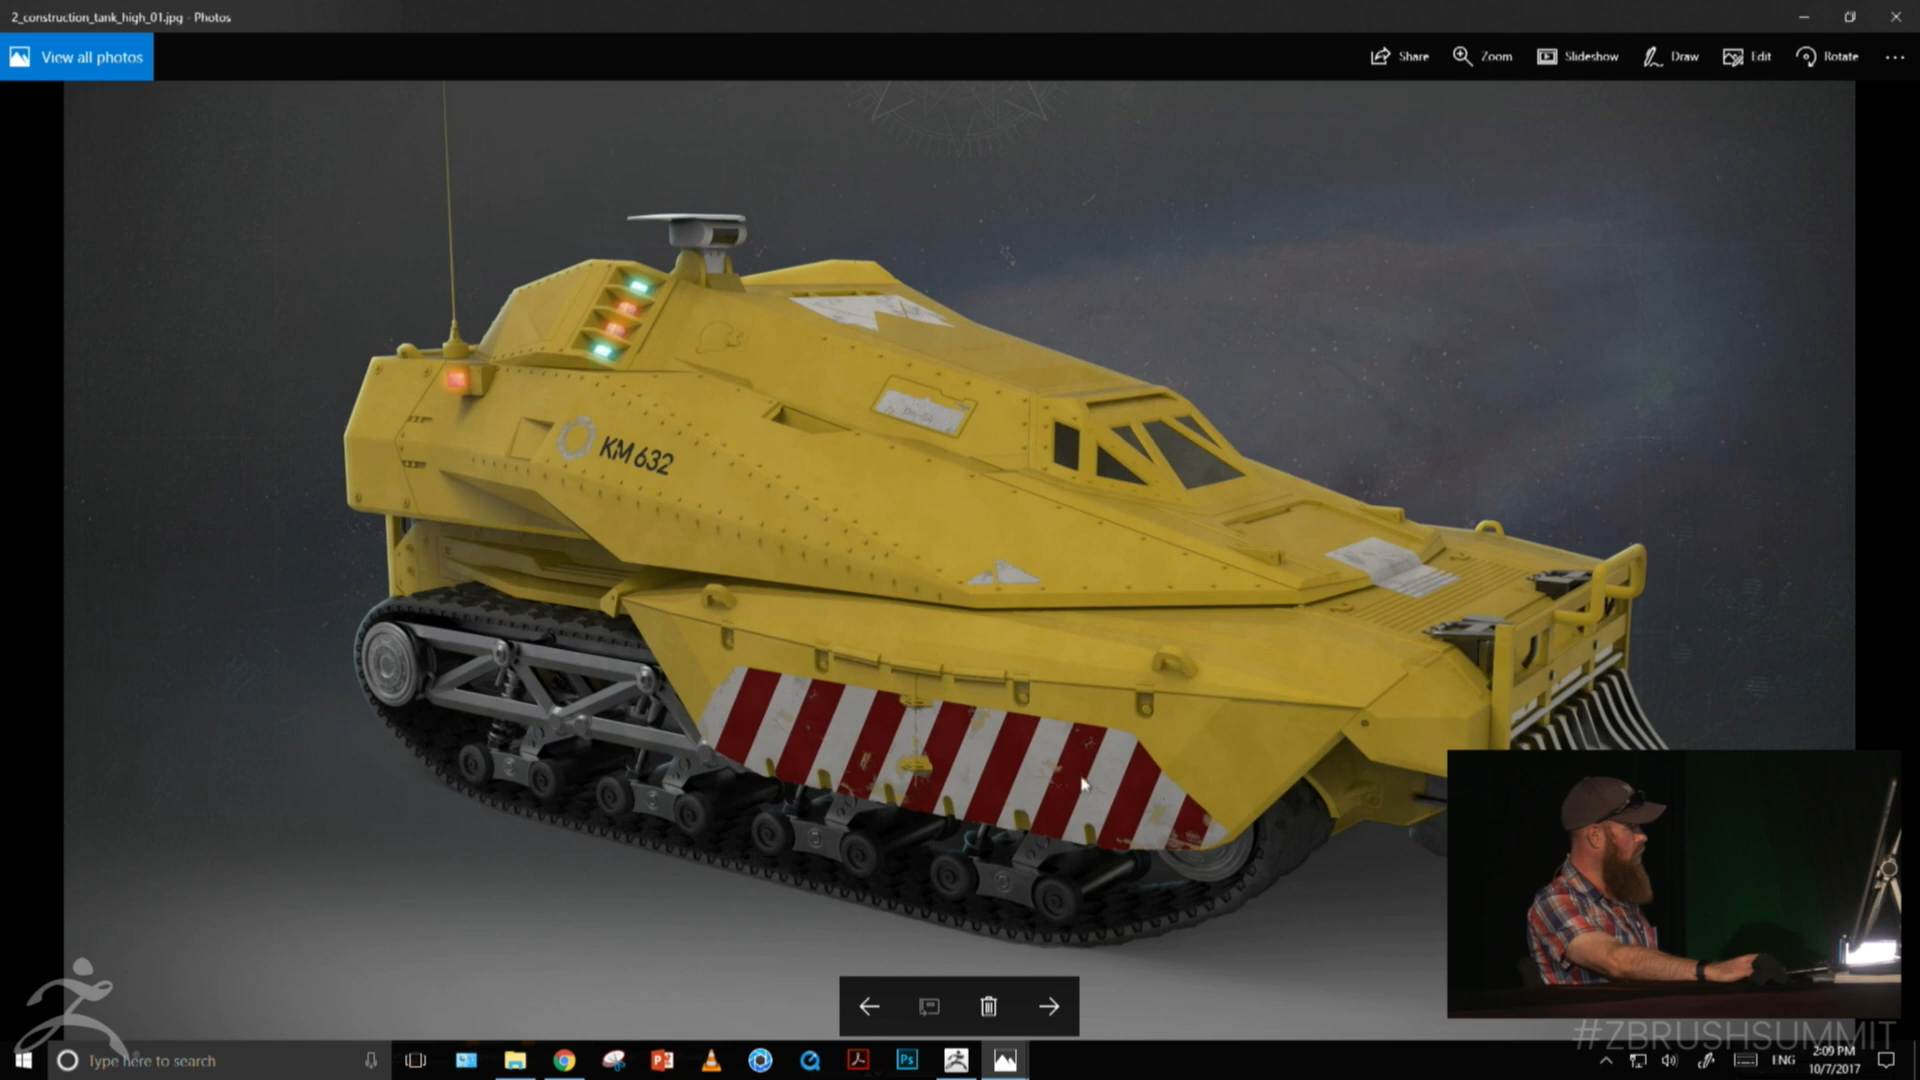 2_construction_tank_high_01.jpg - Photos
View all photos
Share
Zoom
Slideshow
Draw
Edit
Rotate
KM 632
#ZBRUSHSUMMIT
Type here to search
ENG
2:09 PM
10/7/2017